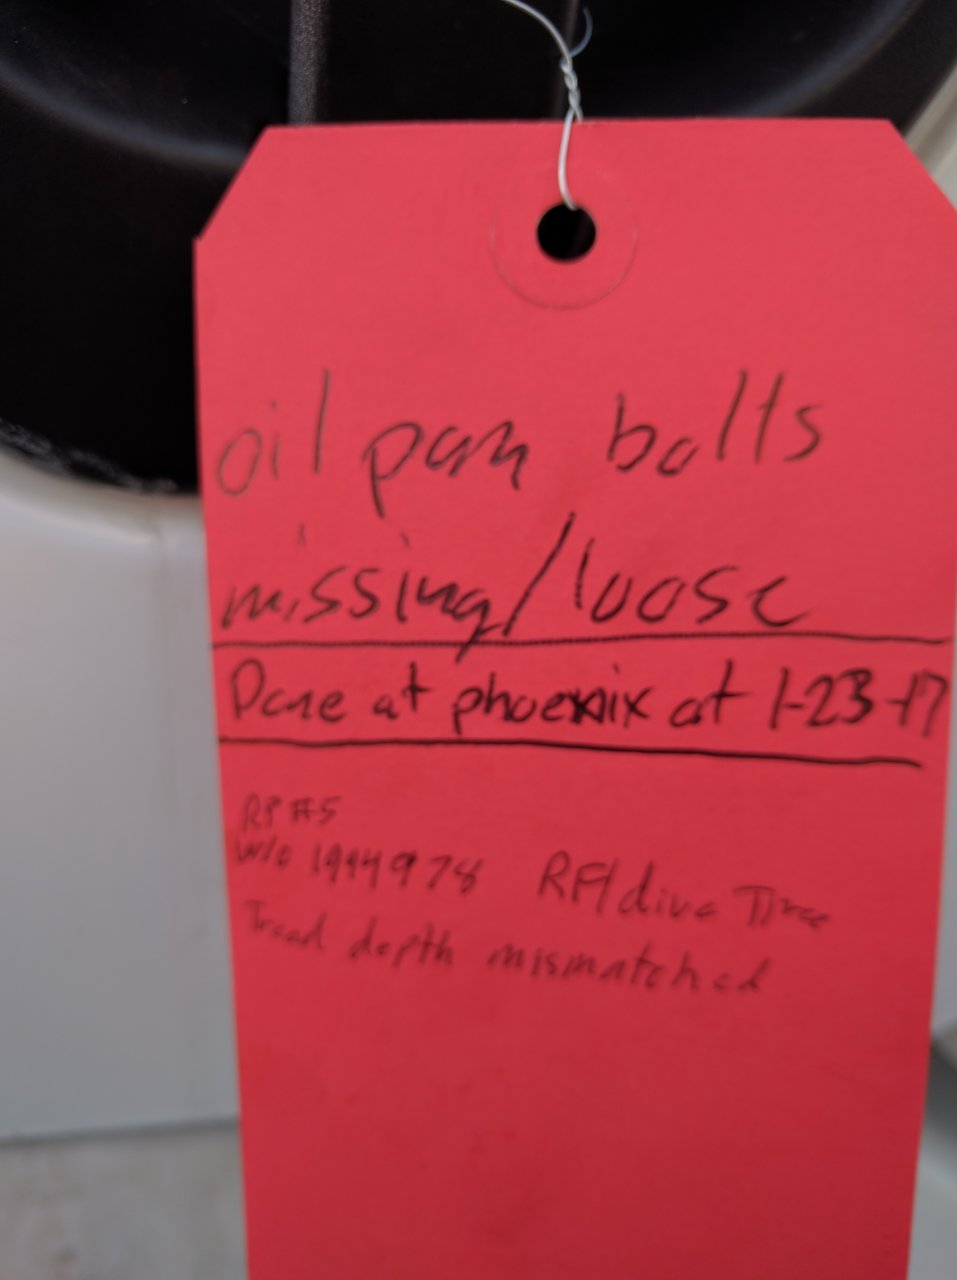 oil pan bolts
missing/loose
Done at phoenix at 1-23-17
RP #5
W/O 1994978 RF/dive Tire
Tread depth mismatched